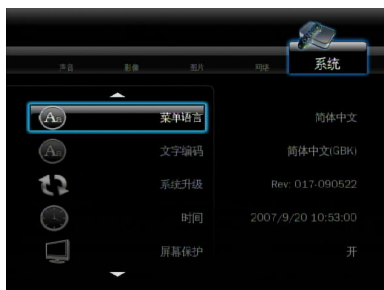 声音 影像 图片 网络 系统
菜单语言 简体中文
文字编码 简体中文(GBK)
系统升级 Rev: 017-090522
时间 2007/9/20 10:53:00
屏幕保护 开